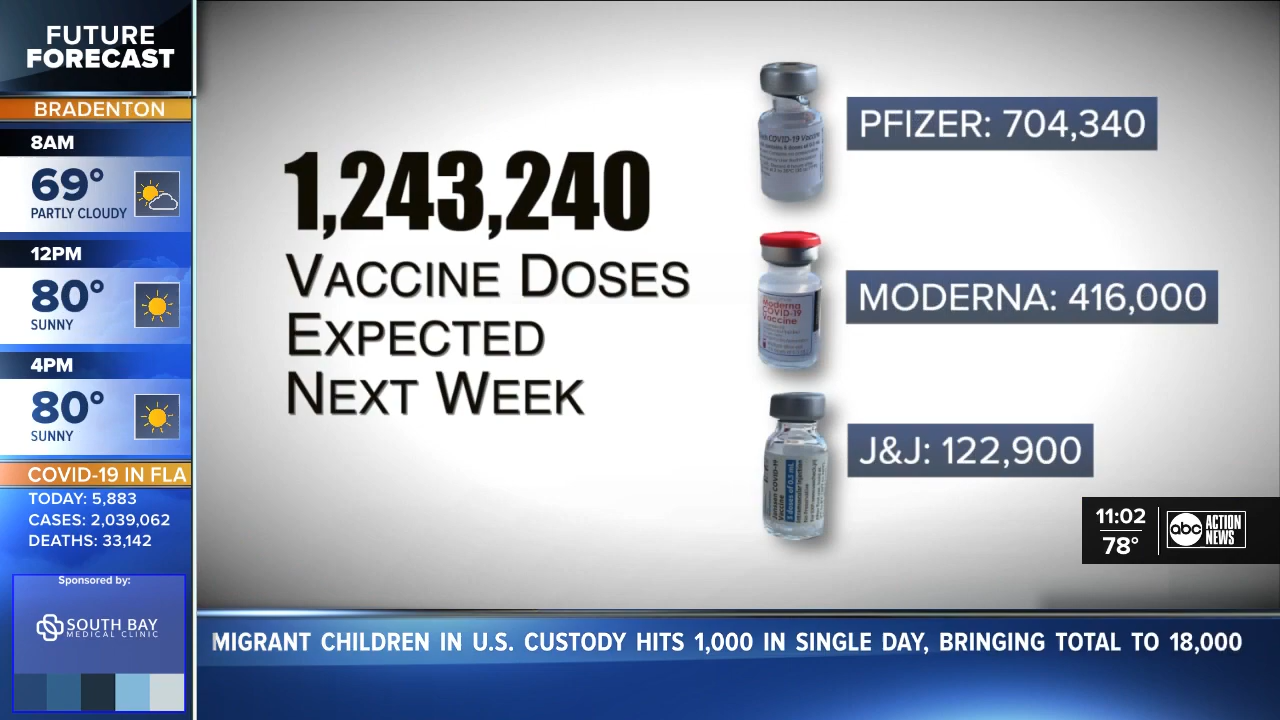 FUTURE
FORECAST
BRADENTON
8AM
69°
PARTLY CLOUDY
12PM
80°
SUNNY
4PM
80°
SUNNY
COVID-19 IN FLA
TODAY: 5,883
CASES: 2,039,062
DEATHS: 33,142
Sponsored by:
SOUTH BAY
MEDICAL CLINIC
1,243,240
VACCINE DOSES
EXPECTED
NEXT WEEK
PFIZER: 704,340
MODERNA: 416,000
Moderna
COVID-19
Vaccine
J&J: 122,900
11:02
78°
abc
ACTION
NEWS
MIGRANT CHILDREN IN U.S. CUSTODY HITS 1,000 IN SINGLE DAY, BRINGING TOTAL TO 18,000